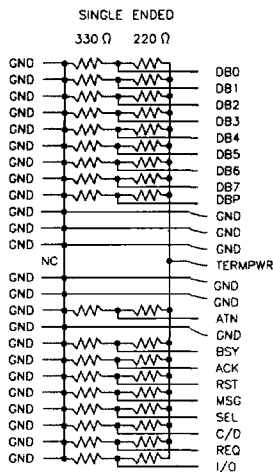 SINGLE ENDED
330 Ω 220 Ω
GND DB0
GND DB1
GND DB2
GND DB3
GND DB4
GND DB5
GND DB6
GND DB7
GND DBP
GND GND
GND GND
GND GND
NC TERMPWR
GND GND
GND GND
GND ATN
GND GND
GND BSY
GND ACK
GND RST
GND MSG
GND SEL
GND C/D
GND REQ
GND I/O